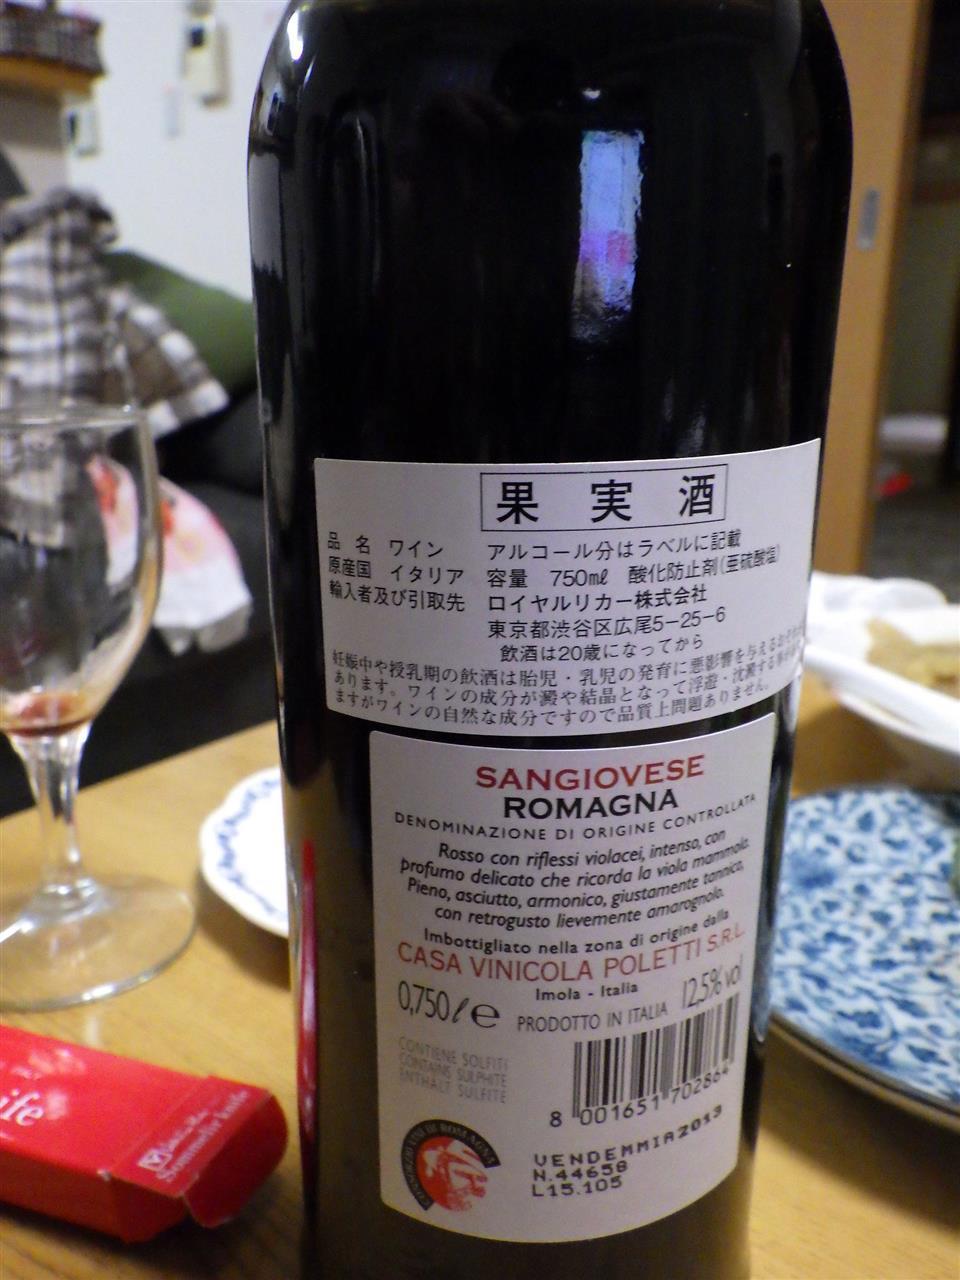 果実酒
品名 ワイン アルコール分はラベルに記載
原産国 イタリア 容量 750ml 酸化防止剤(亜硫酸塩)
輸入者及び引取先 ロイヤルリカー株式会社
東京都渋谷区広尾5-25-6
飲酒は20歳になってから
妊娠中や授乳期の飲酒は胎児・乳児の発育に悪影響を与えるおそれが
あります。ワインの成分が澱や結晶となって浮遊・沈澱する
ますがワインの自然な成分ですので品質上問題ありません。
SANGIOVESE
ROMAGNA
DENOMINAZIONE DI ORIGINE CONTROLLATA
Rosso con riflessi violacei, intenso, con
profumo delicato che ricorda la viola mammola.
Pieno, asciutto, armonico, giustamente tannico,
con retrogusto lievemente amarognolo.
Imbottigliato nella zona di origine dalla
CASA VINICOLA POLETTI S.R.L.
Imola - Italia
0,750 l e PRODOTTO IN ITALIA 12,5% vol
CONTIENE SOLFITI
CONTAINS SULPHITE
ENTHÄLT SULFITE
8 001651 702864
VENDEMMIA 2013
N.44658
L15.105
CONSORZIO VINI DI ROMAGNA
ife
Sommelier knife